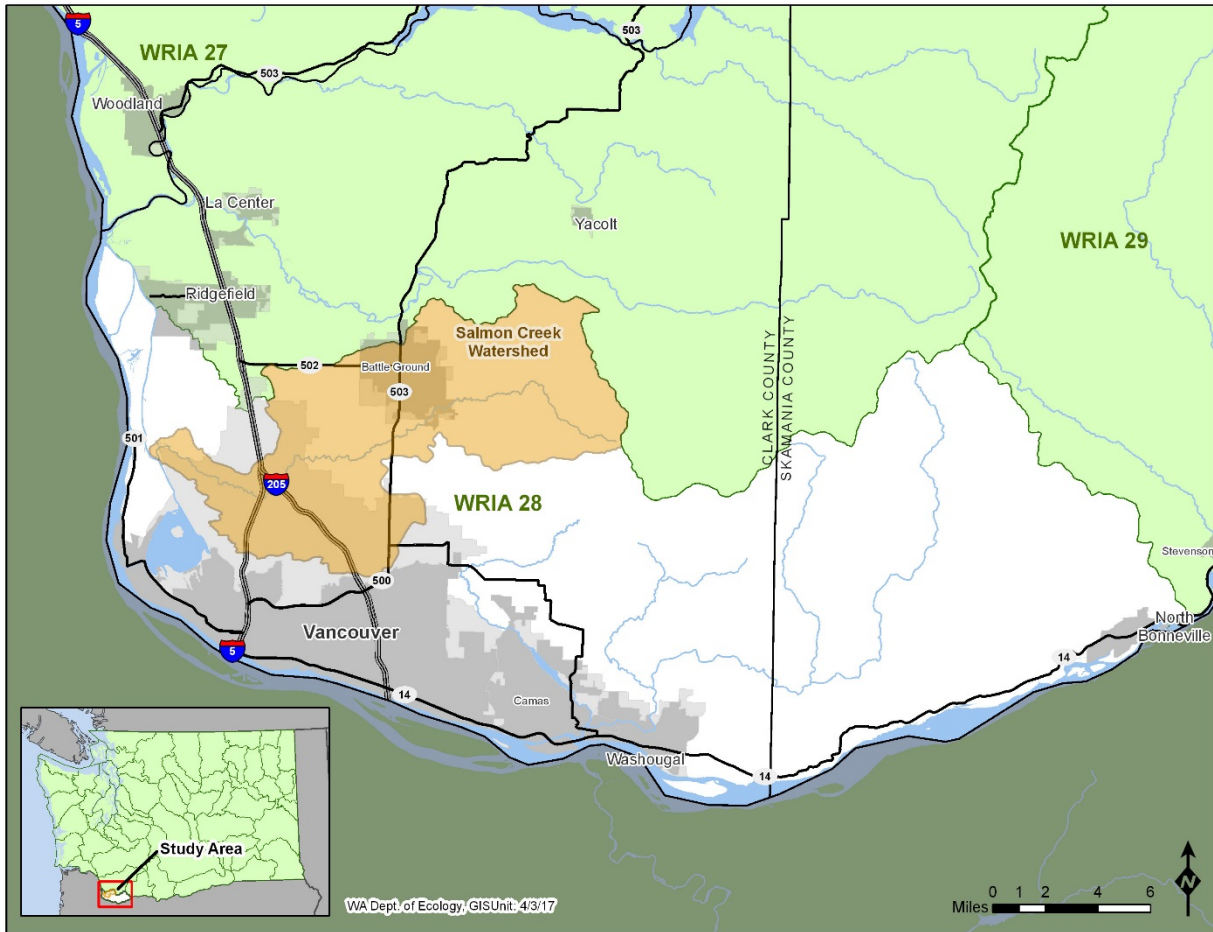 5
WRIA 27
503
503
Woodland
La Center
Yacolt
WRIA 29
Ridgefield
Salmon Creek
Watershed
502
Battle Ground
503
CLARK COUNTY
SKAMANIA COUNTY
501
205
WRIA 28
Stevenson
500
North
Bonneville
Vancouver
5
14
14
Camas
Washougal
14
Study Area
WA Dept. of Ecology, GISUnit: 4/3/17
N
0 1 2 4 6
Miles